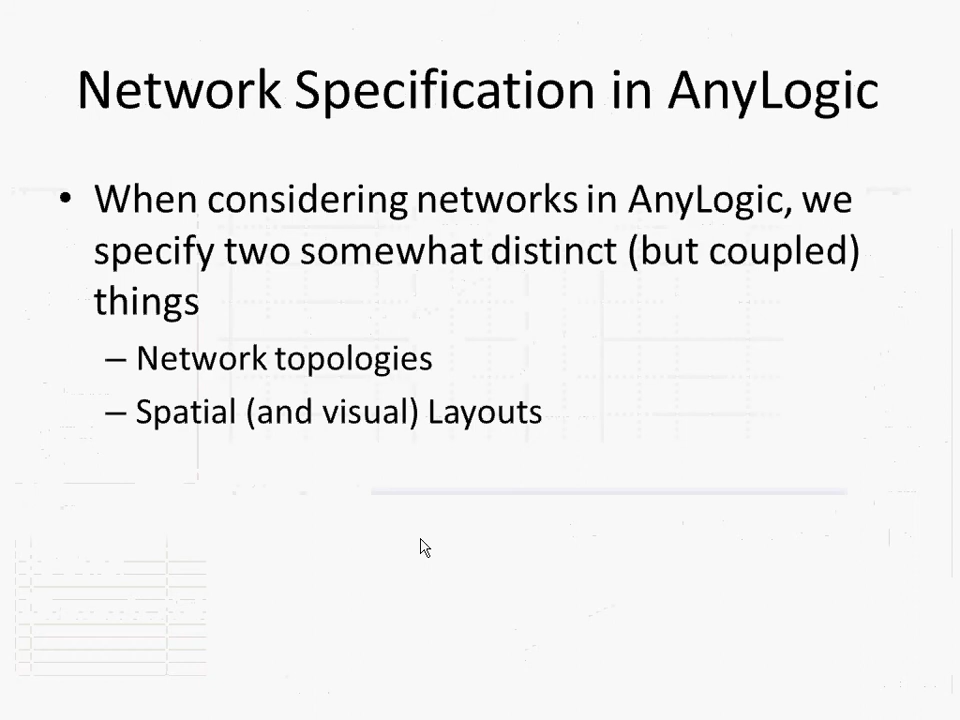 Network Specification in AnyLogic
• When considering networks in AnyLogic, we
specify two somewhat distinct (but coupled)
things
– Network topologies
– Spatial (and visual) Layouts